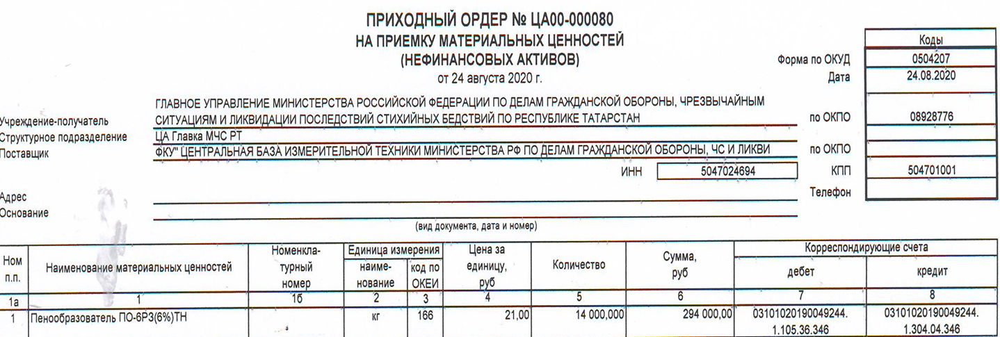 ПРИХОДНЫЙ ОРДЕР № ЦА00-000080
НА ПРИЕМКУ МАТЕРИАЛЬНЫХ ЦЕННОСТЕЙ
(НЕФИНАНСОВЫХ АКТИВОВ)
от 24 августа 2020 г.
Коды
Форма по ОКУД 0504207
Дата 24.08.2020
Учреждение-получатель ГЛАВНОЕ УПРАВЛЕНИЕ МИНИСТЕРСТВА РОССИЙСКОЙ ФЕДЕРАЦИИ ПО ДЕЛАМ ГРАЖДАНСКОЙ ОБОРОНЫ, ЧРЕЗВЫЧАЙНЫМ
СИТУАЦИЯМ И ЛИКВИДАЦИИ ПОСЛЕДСТВИЙ СТИХИЙНЫХ БЕДСТВИЙ ПО РЕСПУБЛИКЕ ТАТАРСТАН по ОКПО 08928776
Структурное подразделение ЦА Главка МЧС РТ
Поставщик ФКУ" ЦЕНТРАЛЬНАЯ БАЗА ИЗМЕРИТЕЛЬНОЙ ТЕХНИКИ МИНИСТЕРСТВА РФ ПО ДЕЛАМ ГРАЖДАНСКОЙ ОБОРОНЫ, ЧС И ЛИКВИ по ОКПО
ИНН 5047024694 КПП 504701001
Телефон
Адрес
Основание
(вид документа, дата и номер)
Ном п.п. Наименование материальных ценностей Номенкла-турный номер Единица измерения Цена за единицу, руб Количество Сумма, руб Корреспондирующие счета
наиме-нование код по ОКЕИ дебет кредит
1а 1 1б 2 3 4 5 6 7 8
1 Пенообразователь ПО-6РЗ(6%)ТН кг 166 21,00 14 000,000 294 000,00 03101020190049244. 03101020190049244.
1.105.36.346 1.304.04.346